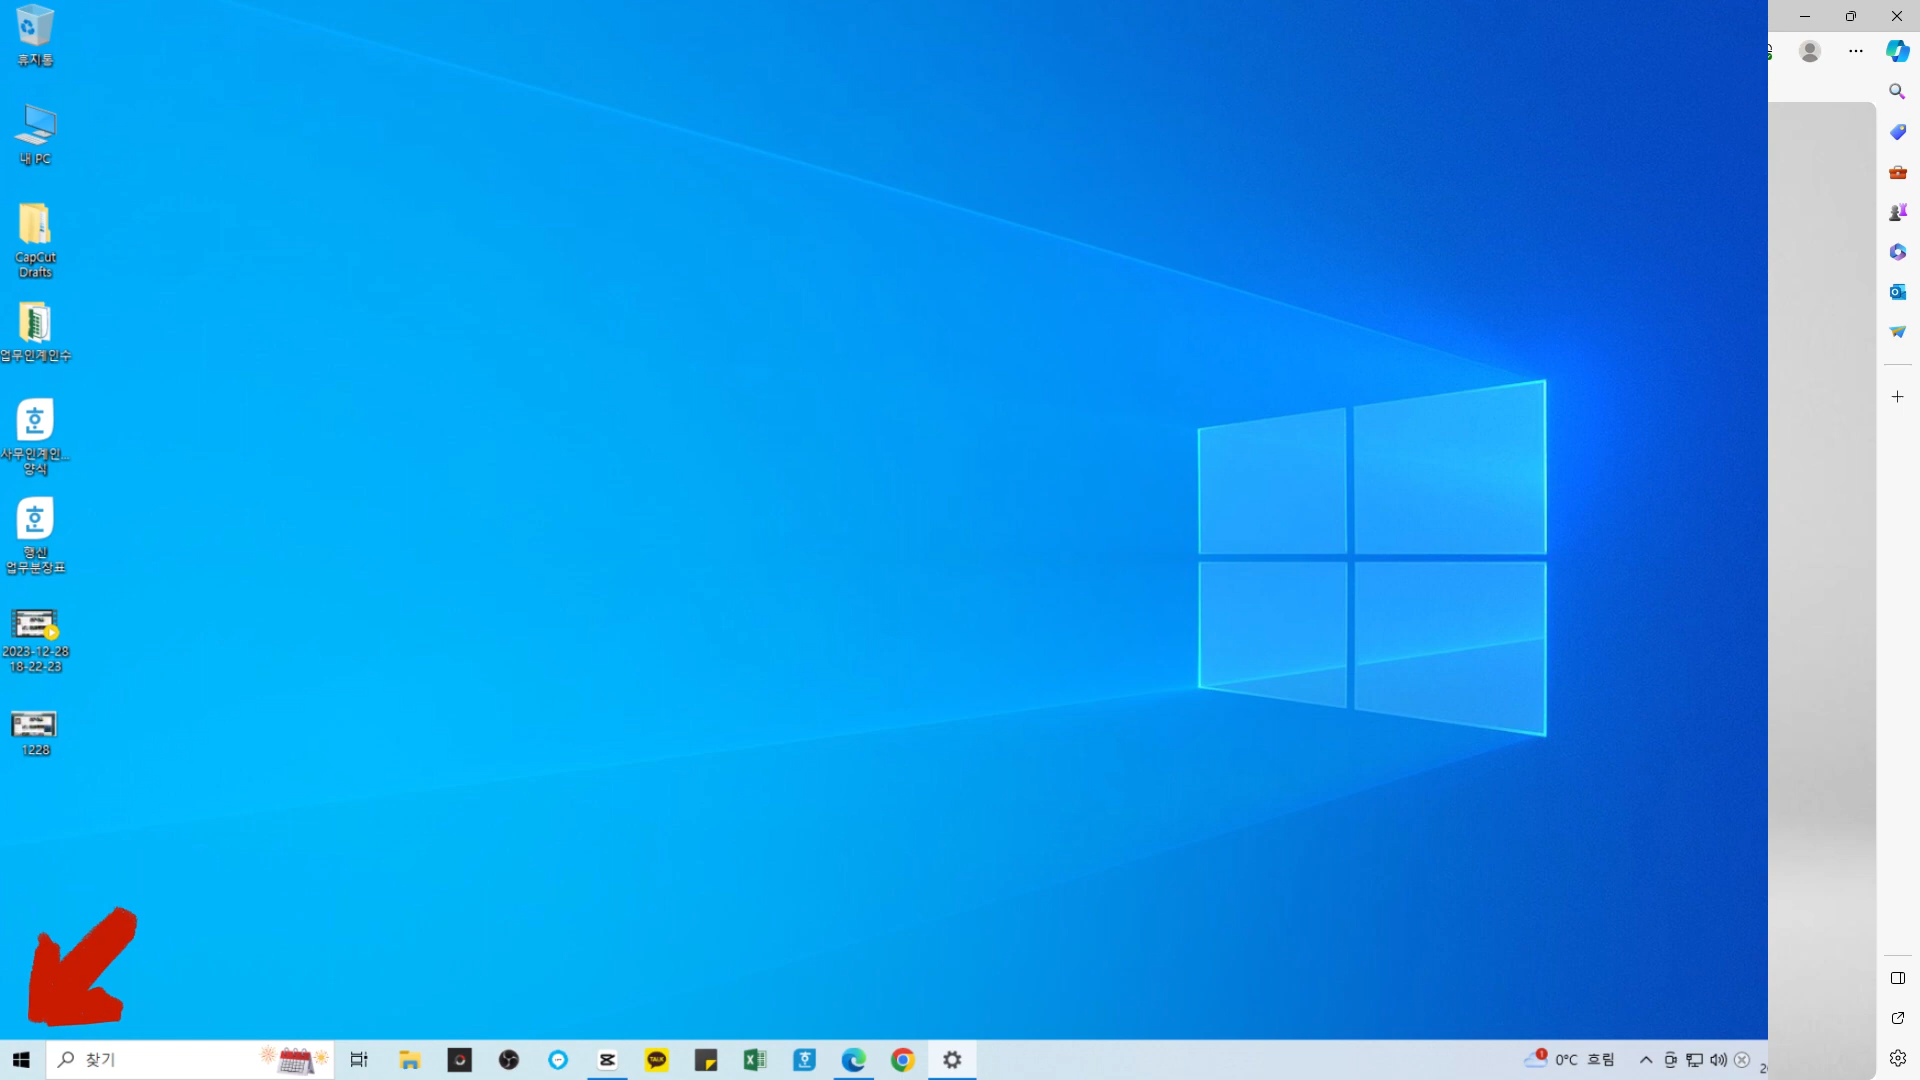 휴지통
내 PC
CapCut
Drafts
업무인계인수
사무인계인...
양식
형신
업무분장표
2023-12-28
18-22-23
1228
찾기
TALK
1
0°C 흐림